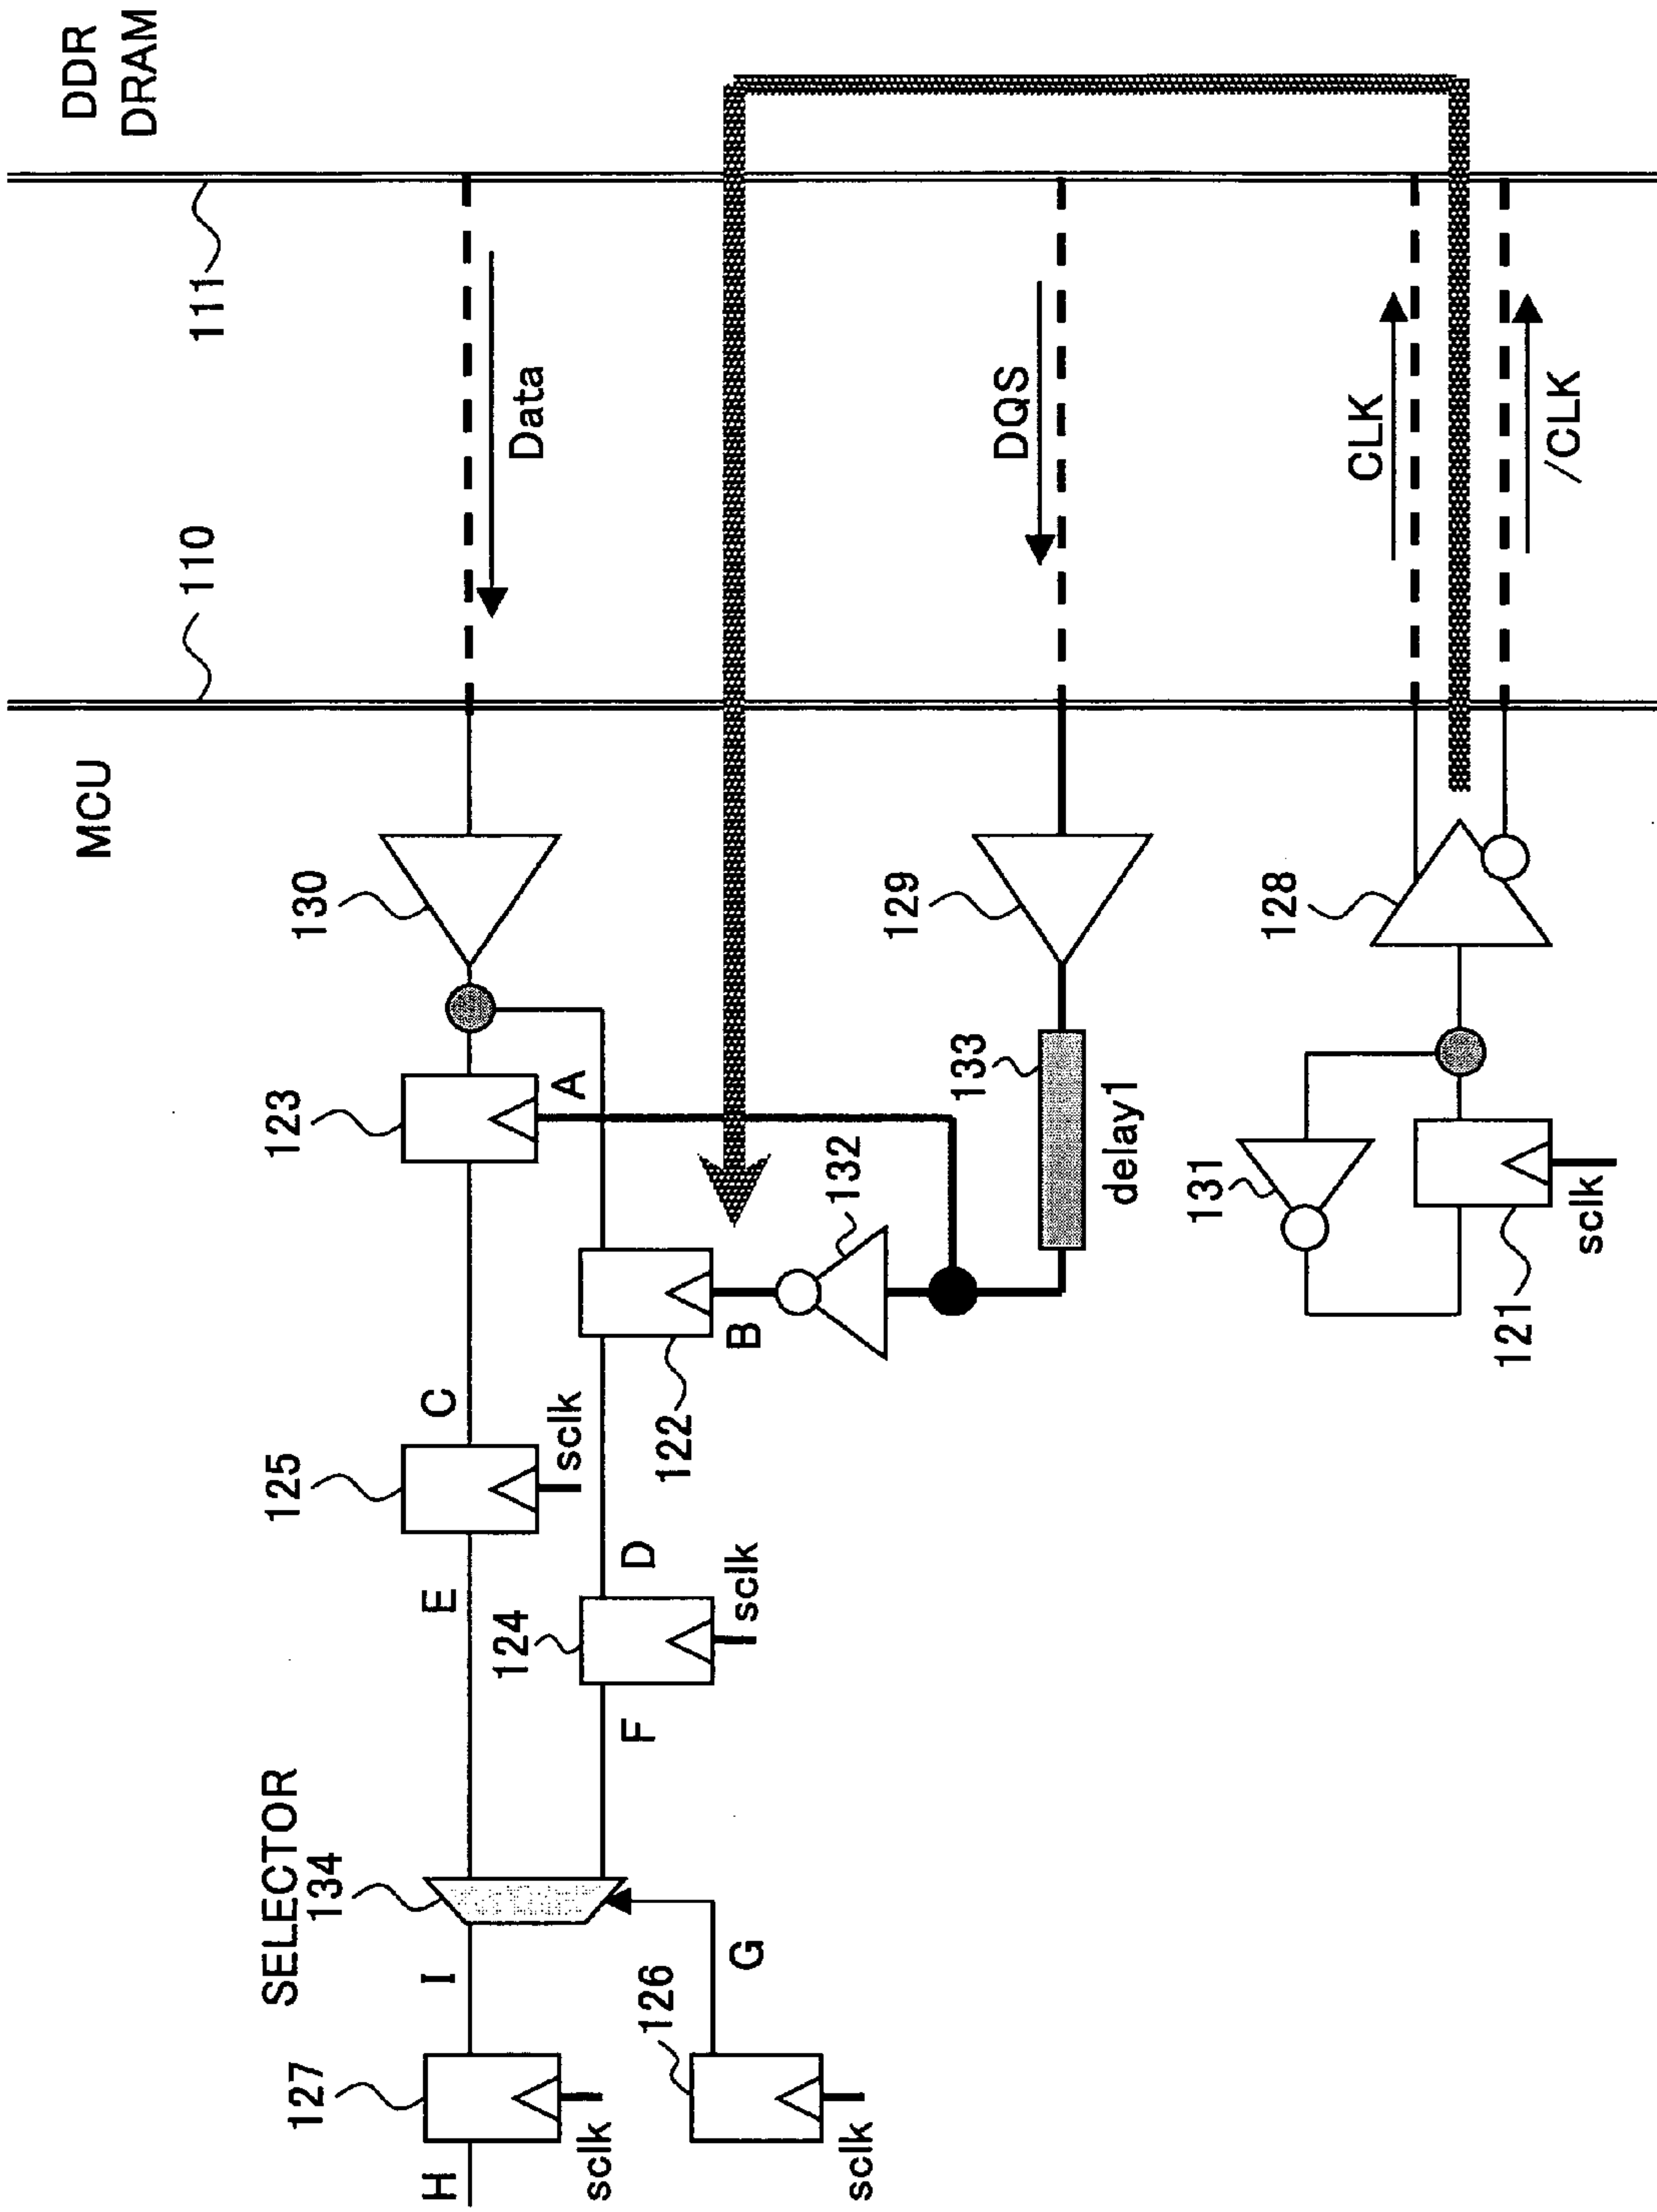 DDR
DRAM
MCU
111
110
Data
DQS
CLK
/CLK
130
129
128
123
A
133
delay1
132
131
sclk
121
B
122
C
125
sclk
E
D
124
sclk
F
SELECTOR
134
I
G
126
127
H
sclk
sclk